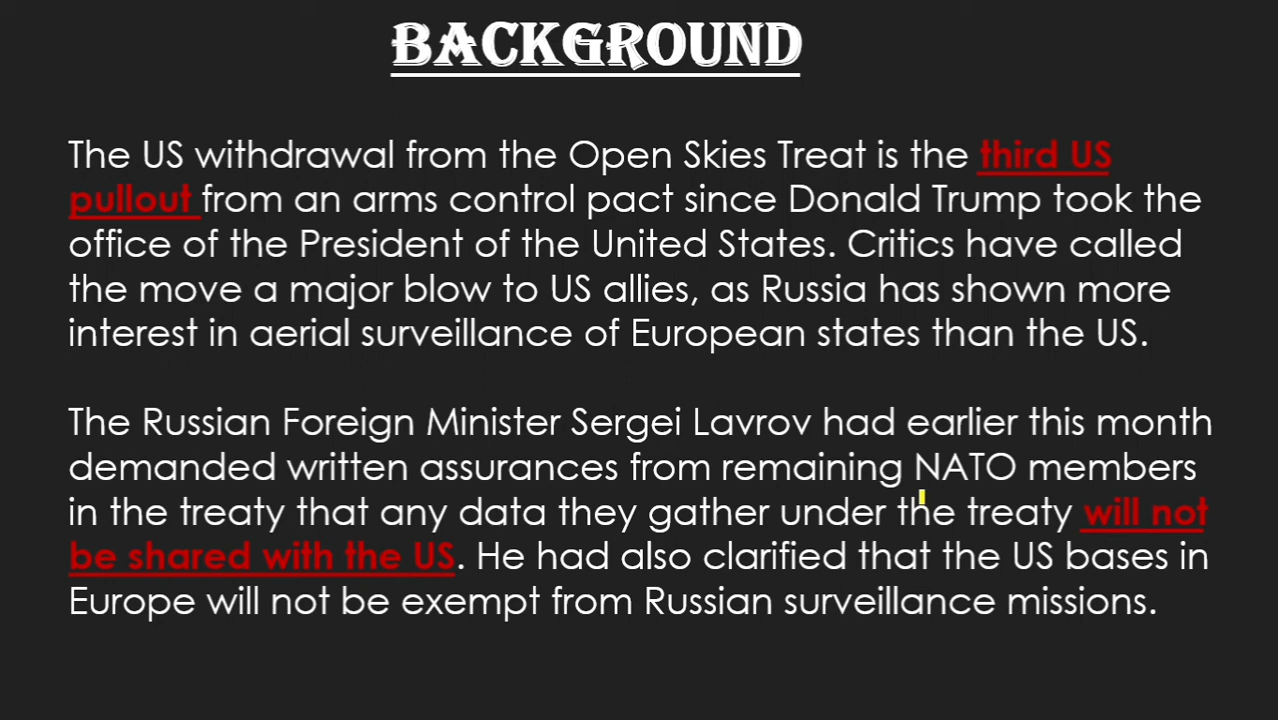 BACKGROUND
The US withdrawal from the Open Skies Treat is the third US
pullout from an arms control pact since Donald Trump took the
office of the President of the United States. Critics have called
the move a major blow to US allies, as Russia has shown more
interest in aerial surveillance of European states than the US.
The Russian Foreign Minister Sergei Lavrov had earlier this month
demanded written assurances from remaining NATO members
in the treaty that any data they gather under the treaty will not
be shared with the US. He had also clarified that the US bases in
Europe will not be exempt from Russian surveillance missions.